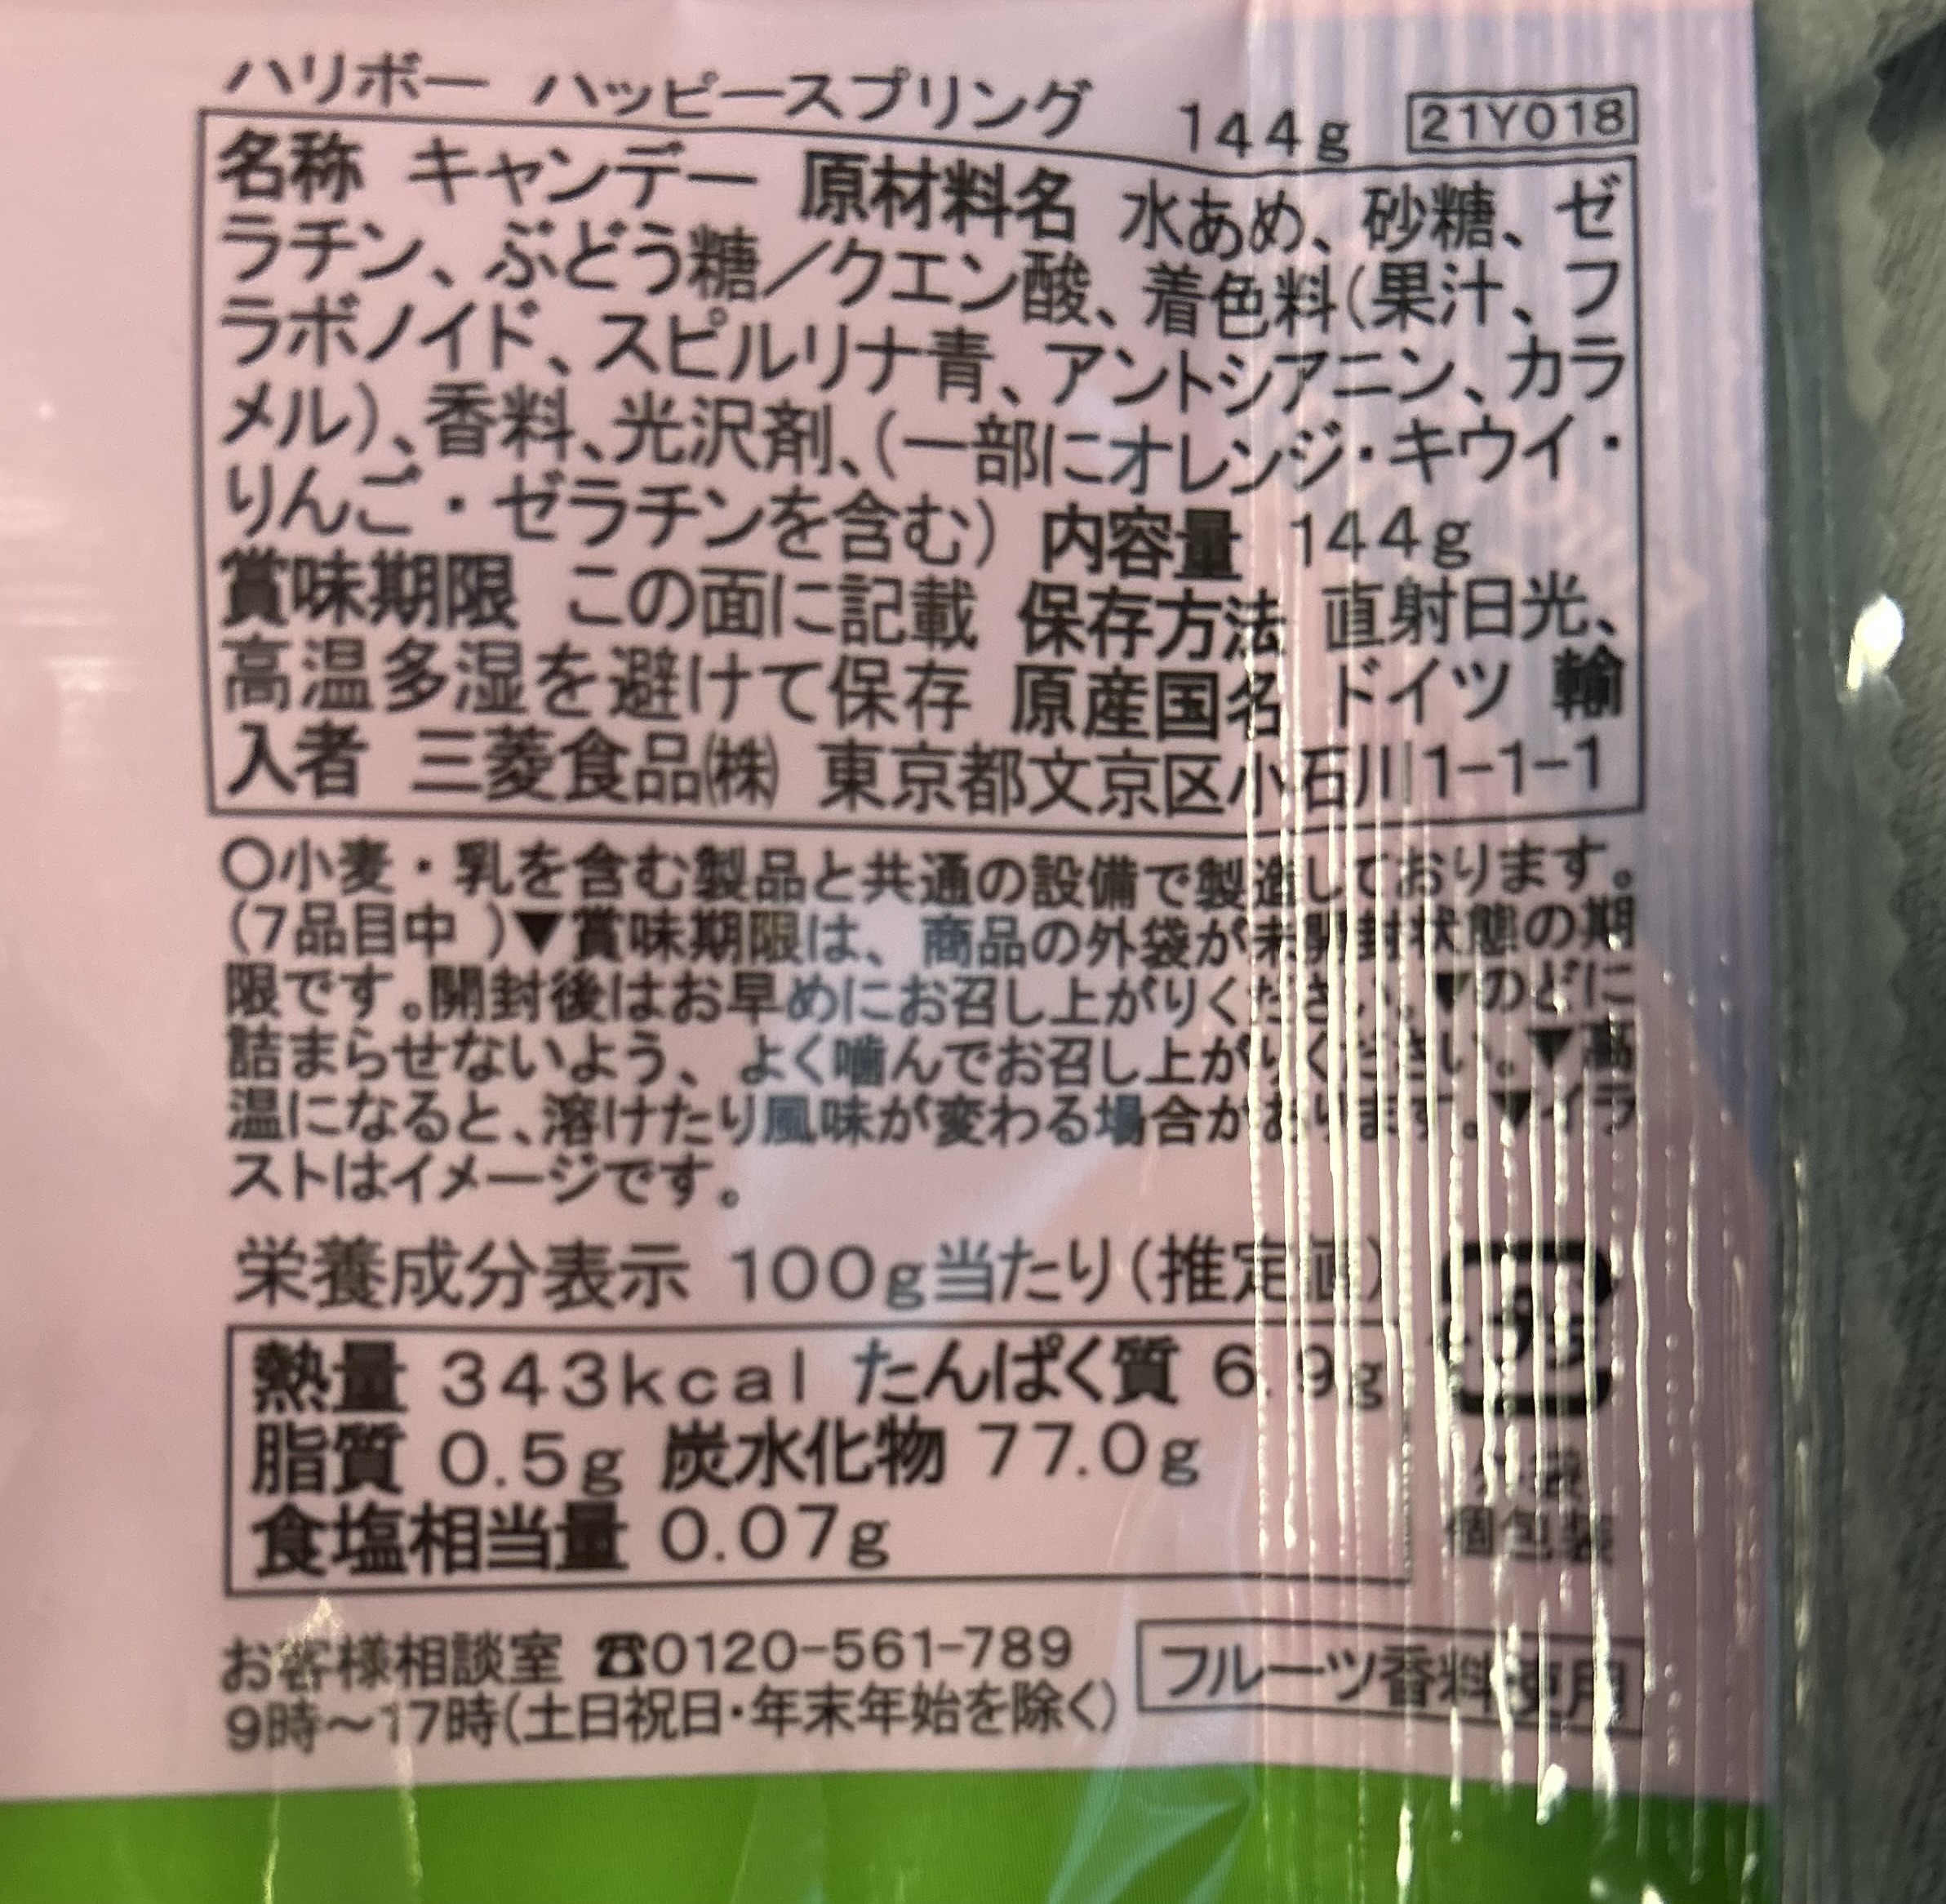 ハリボー ハッピースプリング 144g 21Y018
名称 キャンデー 原材料名 水あめ、砂糖、ゼ
ラチン、ぶどう糖／クエン酸、着色料(果汁、フ
ラボノイド、スピルリナ青、アントシアニン、カラ
メル)、香料、光沢剤、(一部にオレンジ・キウイ・
りんご・ゼラチンを含む) 内容量 144g
賞味期限 この面に記載 保存方法 直射日光、
高温多湿を避けて保存 原産国名 ドイツ 輸
入者 三菱食品㈱ 東京都文京区小石川1-1-1
〇小麦・乳を含む製品と共通の設備で製造しております。
(7品目中 )▼賞味期限は、商品の外袋が未開封状態の期
限です。開封後はお早めにお召し上がりください。▼のどに
詰まらせないよう、よく噛んでお召し上がりください。▼高
温になると、溶けたり風味が変わる場合があります。▼イラ
ストはイメージです。
栄養成分表示 100g当たり(推定値)
熱量 343kcal たんぱく質 6.9g
脂質 0.5g 炭水化物 77.0g
食塩相当量 0.07g
プラ
外袋
個包装
お客様相談室 ☎0120-561-789
9時～17時(土日祝日・年末年始を除く)
フルーツ香料使用